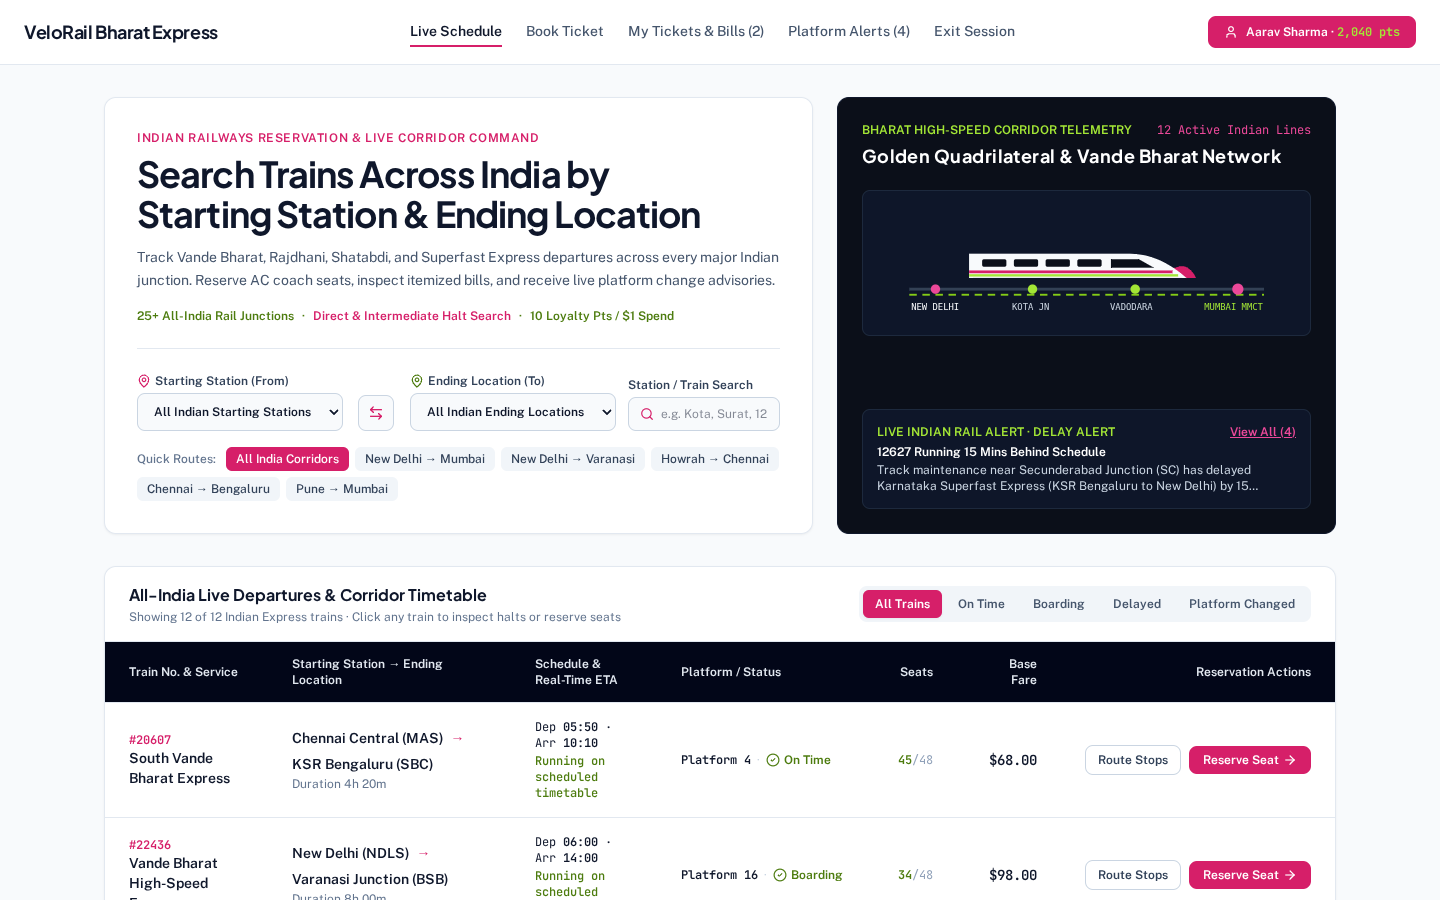 VeloRail Bharat Express
Live Schedule
Book Ticket
My Tickets & Bills (2)
Platform Alerts (4)
Exit Session
Aarav Sharma · 2,040 pts
INDIAN RAILWAYS RESERVATION & LIVE CORRIDOR COMMAND
Search Trains Across India by
Starting Station & Ending Location
Track Vande Bharat, Rajdhani, Shatabdi, and Superfast Express departures across every major Indian
junction. Reserve AC coach seats, inspect itemized bills, and receive live platform change advisories.
25+ All-India Rail Junctions · Direct & Intermediate Halt Search · 10 Loyalty Pts / $1 Spend
Starting Station (From)
All Indian Starting Stations
Ending Location (To)
All Indian Ending Locations
Station / Train Search
e.g. Kota, Surat, 12
Quick Routes:
All India Corridors
New Delhi → Mumbai
New Delhi → Varanasi
Howrah → Chennai
Chennai → Bengaluru
Pune → Mumbai
BHARAT HIGH-SPEED CORRIDOR TELEMETRY
12 Active Indian Lines
Golden Quadrilateral & Vande Bharat Network
NEW DELHI
KOTA JN
VADODARA
MUMBAI MMCT
LIVE INDIAN RAIL ALERT · DELAY ALERT
View All (4)
12627 Running 15 Mins Behind Schedule
Track maintenance near Secunderabad Junction (SC) has delayed
Karnataka Superfast Express (KSR Bengaluru to New Delhi) by 15...
All-India Live Departures & Corridor Timetable
Showing 12 of 12 Indian Express trains · Click any train to inspect halts or reserve seats
All Trains
On Time
Boarding
Delayed
Platform Changed
Train No. & Service
Starting Station → Ending
Location
Schedule &
Real-Time ETA
Platform / Status
Seats
Base
Fare
Reservation Actions
#20607
South Vande
Bharat Express
Chennai Central (MAS) →
KSR Bengaluru (SBC)
Duration 4h 20m
Dep 05:50 ·
Arr 10:10
Running on
scheduled
timetable
Platform 4 · On Time
45/48
$68.00
Route Stops
Reserve Seat →
#22436
Vande Bharat
High-Speed
New Delhi (NDLS) →
Varanasi Junction (BSB)
Duration 8h 00m
Dep 06:00 ·
Arr 14:00
Running on
scheduled
Platform 16 · Boarding
34/48
$98.00
Route Stops
Reserve Seat →